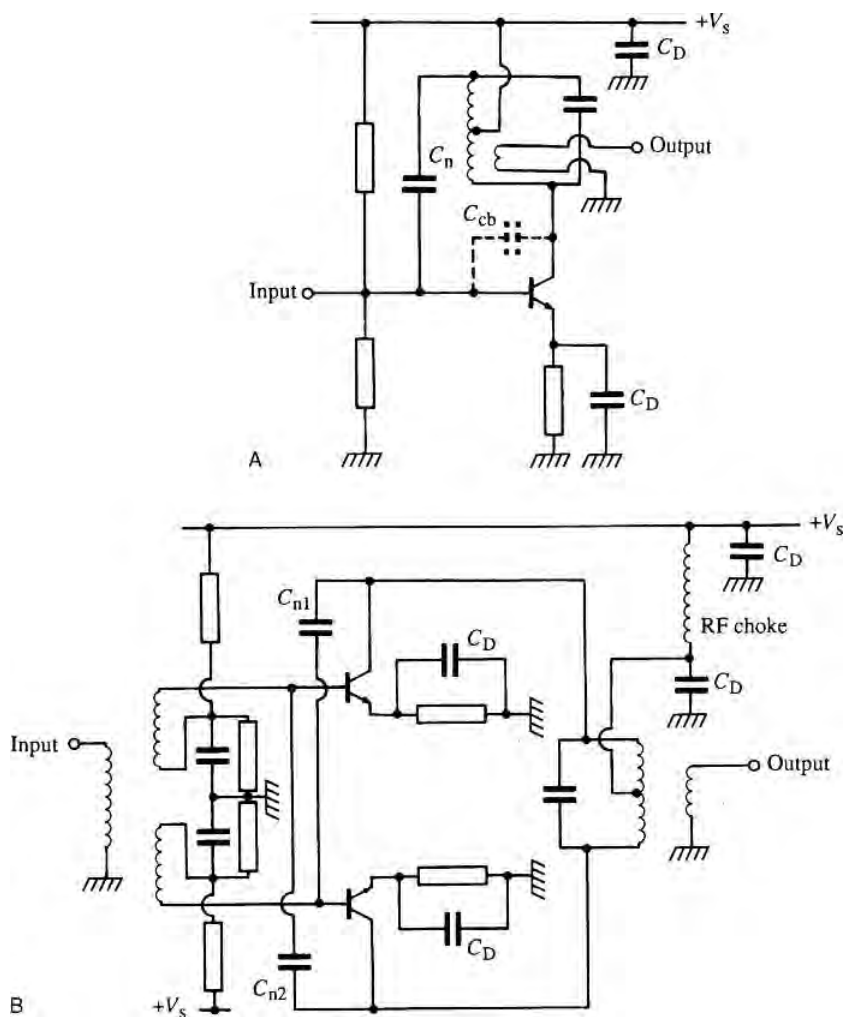 +Vs
CD
Cn
Output
Ccb
Input
CD
A
+Vs
CD
Cn1
RF choke
CD
CD
Input
Output
CD
Cn2
+Vs
B